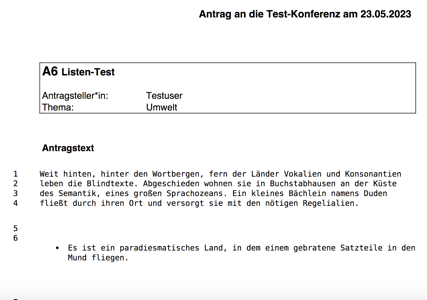 Antrag an die Test-Konferenz am 23.05.2023
A6 Listen-Test
Antragsteller*in: Testuser
Thema: Umwelt
Antragstext
1 Weit hinten, hinter den Wortbergen, fern der Länder Vokalien und Konsonantien
2 leben die Blindtexte. Abgeschieden wohnen sie in Buchstabhausen an der Küste
3 des Semantik, eines großen Sprachozeans. Ein kleines Bächlein namens Duden
4 fließt durch ihren Ort und versorgt sie mit den nötigen Regelialien.
5
6
• Es ist ein paradiesmatisches Land, in dem einem gebratene Satzteile in den
Mund fliegen.